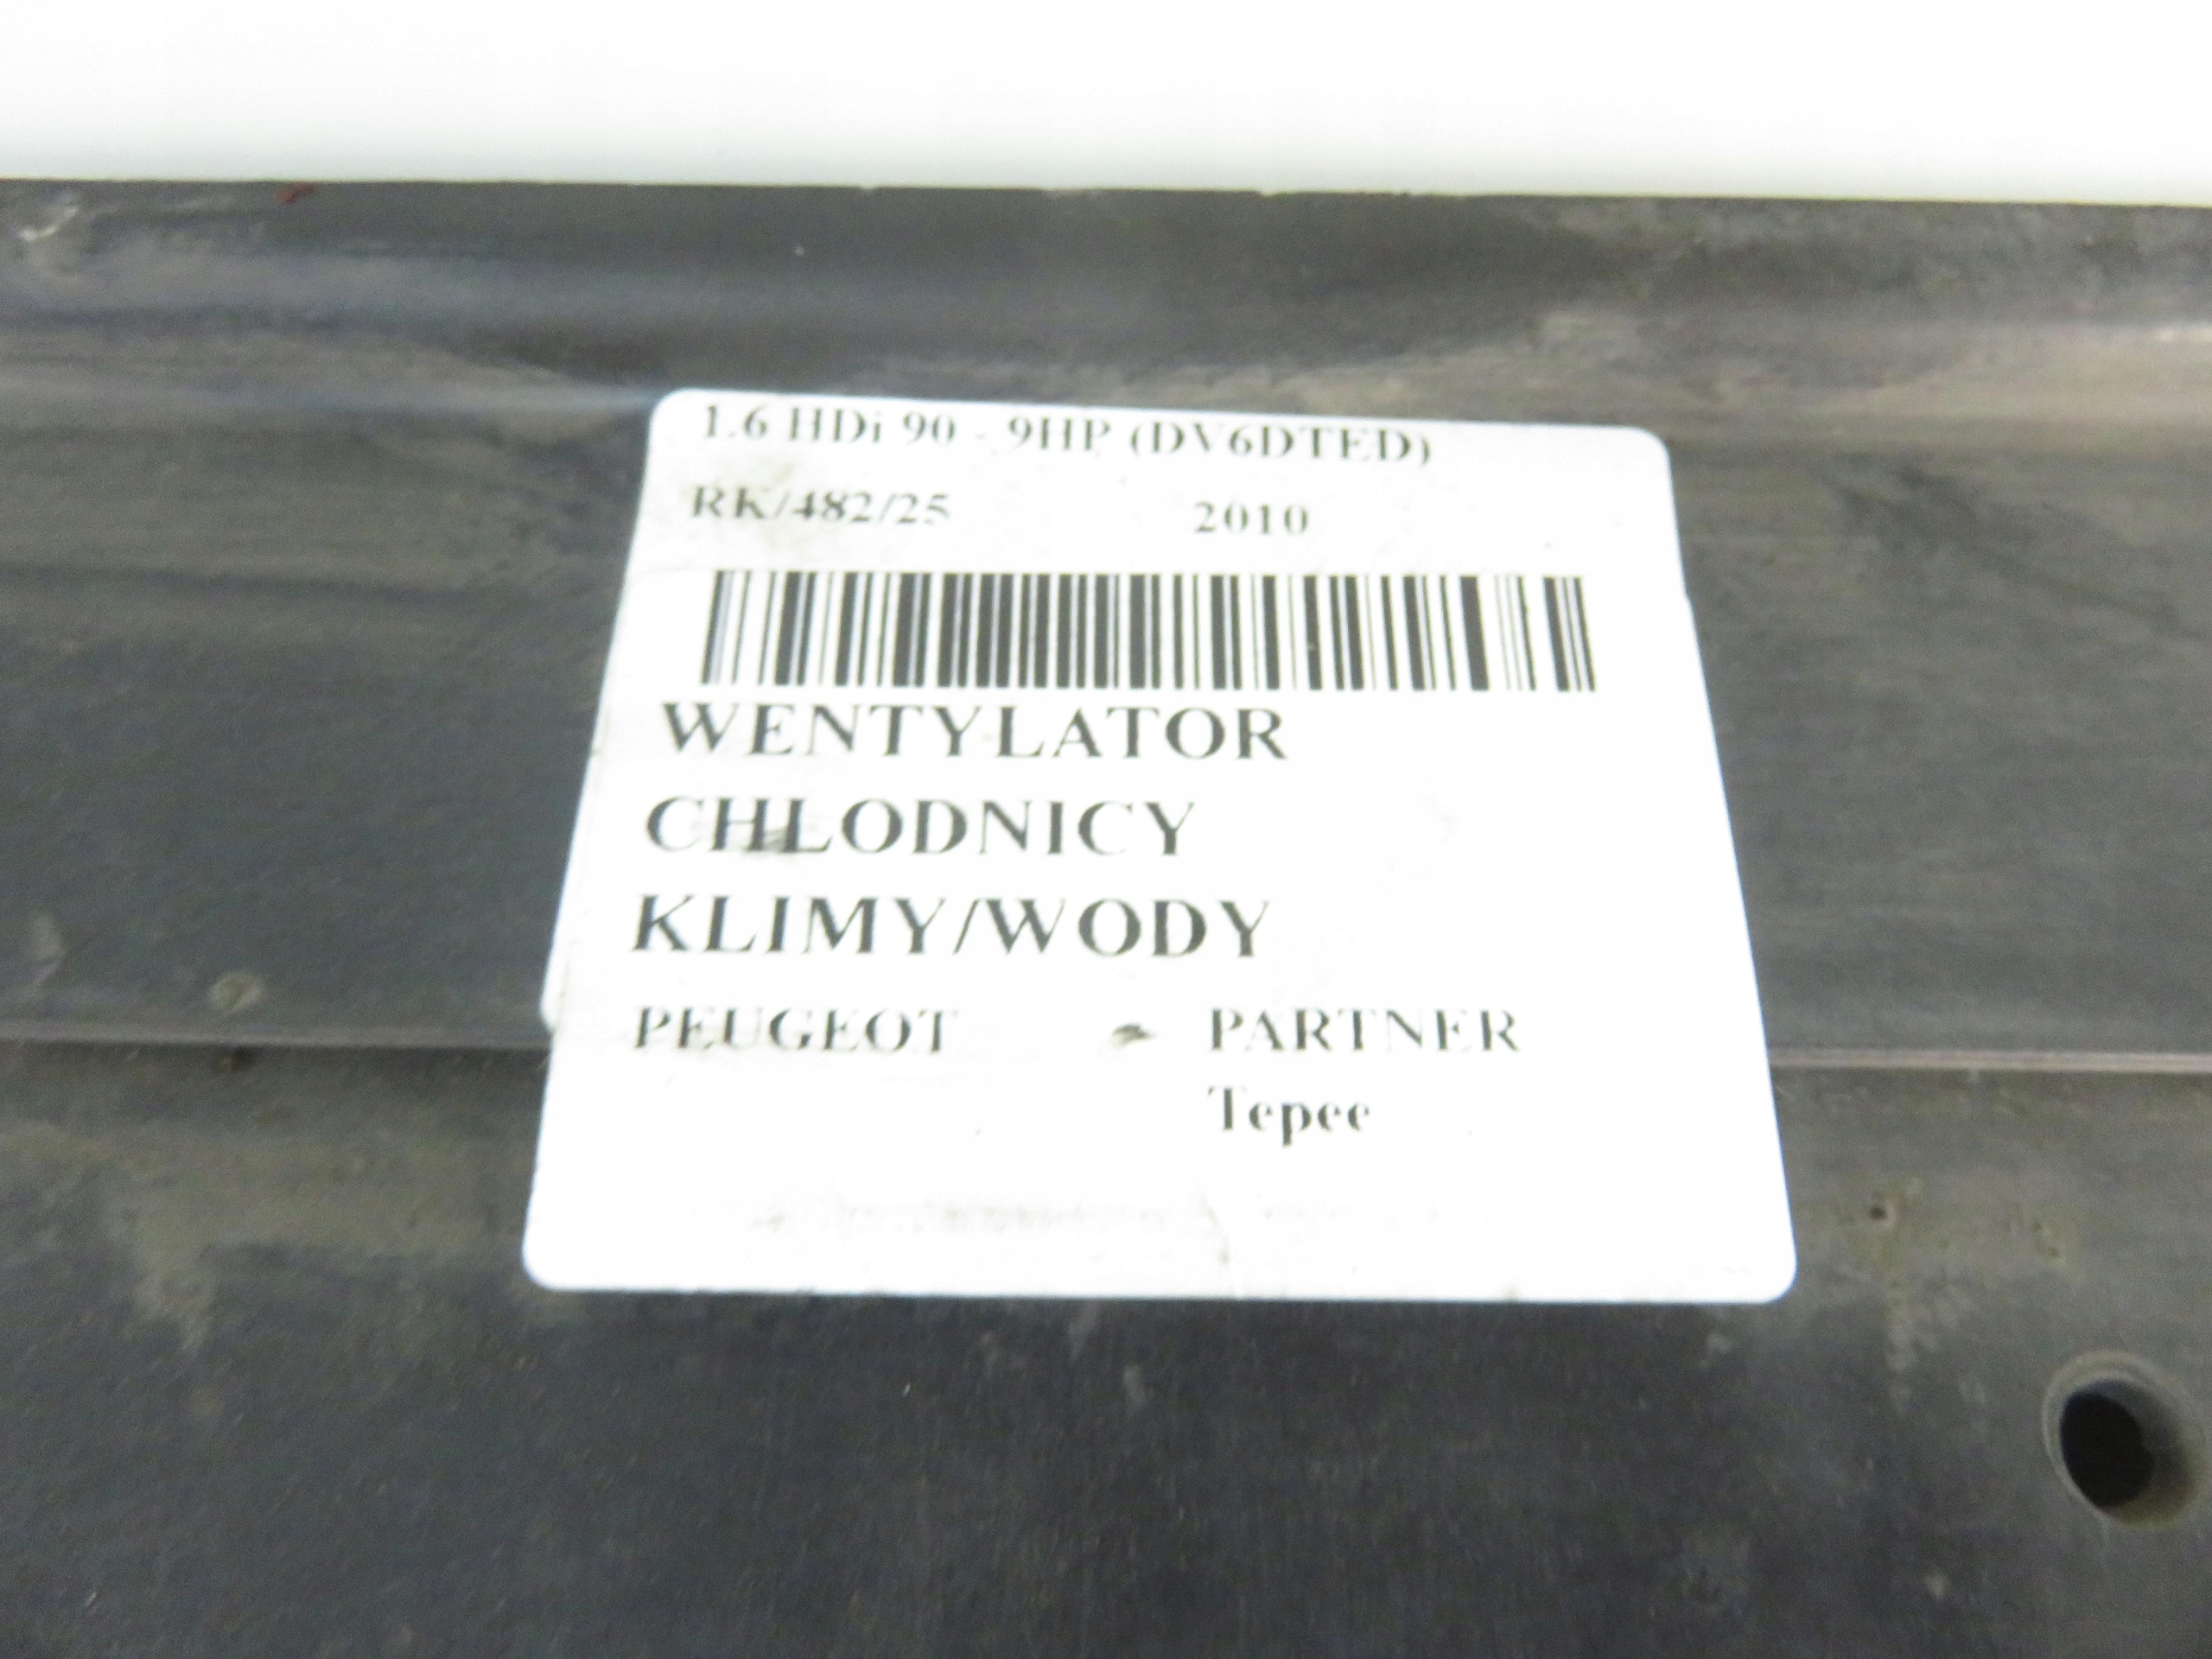 1.6 HDi 90 - 9HP (DV6DTED)
RK/482/25 2010
WENTYLATOR
CHLODNICY
KLIMY/WODY
PEUGEOT PARTNER
Tepee